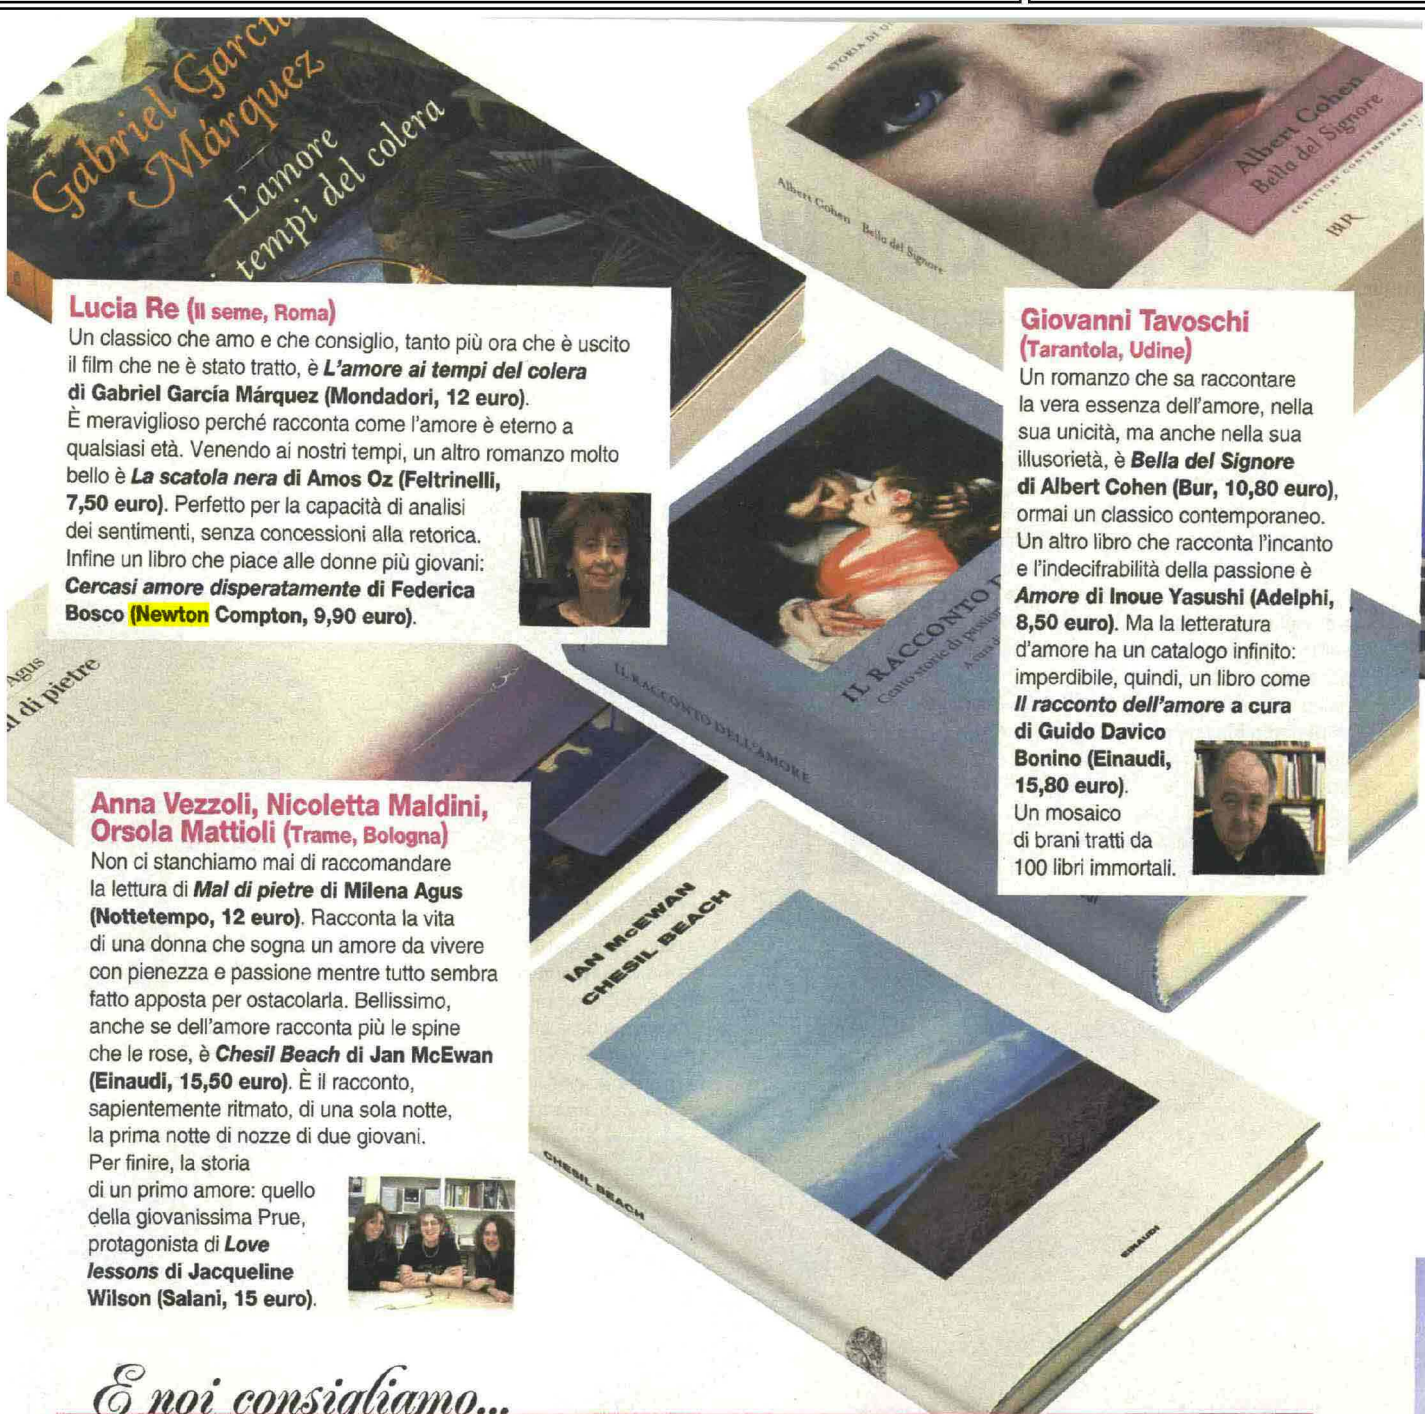 Gabriel García
Márquez
L'amore
tempi del colera
STORIA DI U
Albert Cohen
Bella del Signore
SCRITTORI CONTEMPORANEI
BUR
Albert Cohen Bella del Signore
Lucia Re (Il seme, Roma)
Un classico che amo e che consiglio, tanto più ora che è uscito
il film che ne è stato tratto, è L'amore ai tempi del colera
di Gabriel García Márquez (Mondadori, 12 euro).
È meraviglioso perché racconta come l'amore è eterno a
qualsiasi età. Venendo ai nostri tempi, un altro romanzo molto
bello è La scatola nera di Amos Oz (Feltrinelli,
7,50 euro). Perfetto per la capacità di analisi
dei sentimenti, senza concessioni alla retorica.
Infine un libro che piace alle donne più giovani:
Cercasi amore disperatamente di Federica
Bosco (Newton Compton, 9,90 euro).
Giovanni Tavoschi
(Tarantola, Udine)
Un romanzo che sa raccontare
la vera essenza dell'amore, nella
sua unicità, ma anche nella sua
illusorietà, è Bella del Signore
di Albert Cohen (Bur, 10,80 euro),
ormai un classico contemporaneo.
Un altro libro che racconta l'incanto
e l'indecifrabilità della passione è
Amore di Inoue Yasushi (Adelphi,
8,50 euro). Ma la letteratura
d'amore ha un catalogo infinito:
imperdibile, quindi, un libro come
Il racconto dell'amore a cura
di Guido Davico
Bonino (Einaudi,
15,80 euro).
Un mosaico
di brani tratti da
100 libri immortali.
IL RACCONTO D
Cento storie di passion
A cura di
IL RACCONTO DELL'AMORE
Agus
al di pietre
Anna Vezzoli, Nicoletta Maldini,
Orsola Mattioli (Trame, Bologna)
Non ci stanchiamo mai di raccomandare
la lettura di Mal di pietre di Milena Agus
(Nottetempo, 12 euro). Racconta la vita
di una donna che sogna un amore da vivere
con pienezza e passione mentre tutto sembra
fatto apposta per ostacolarla. Bellissimo,
anche se dell'amore racconta più le spine
che le rose, è Chesil Beach di Jan McEwan
(Einaudi, 15,50 euro). È il racconto,
sapientemente ritmato, di una sola notte,
la prima notte di nozze di due giovani.
Per finire, la storia
di un primo amore: quello
della giovanissima Prue,
protagonista di Love
lessons di Jacqueline
Wilson (Salani, 15 euro).
IAN McEWAN
CHESIL BEACH
CHESIL BEACH
EINAUDI
E noi consigliamo...